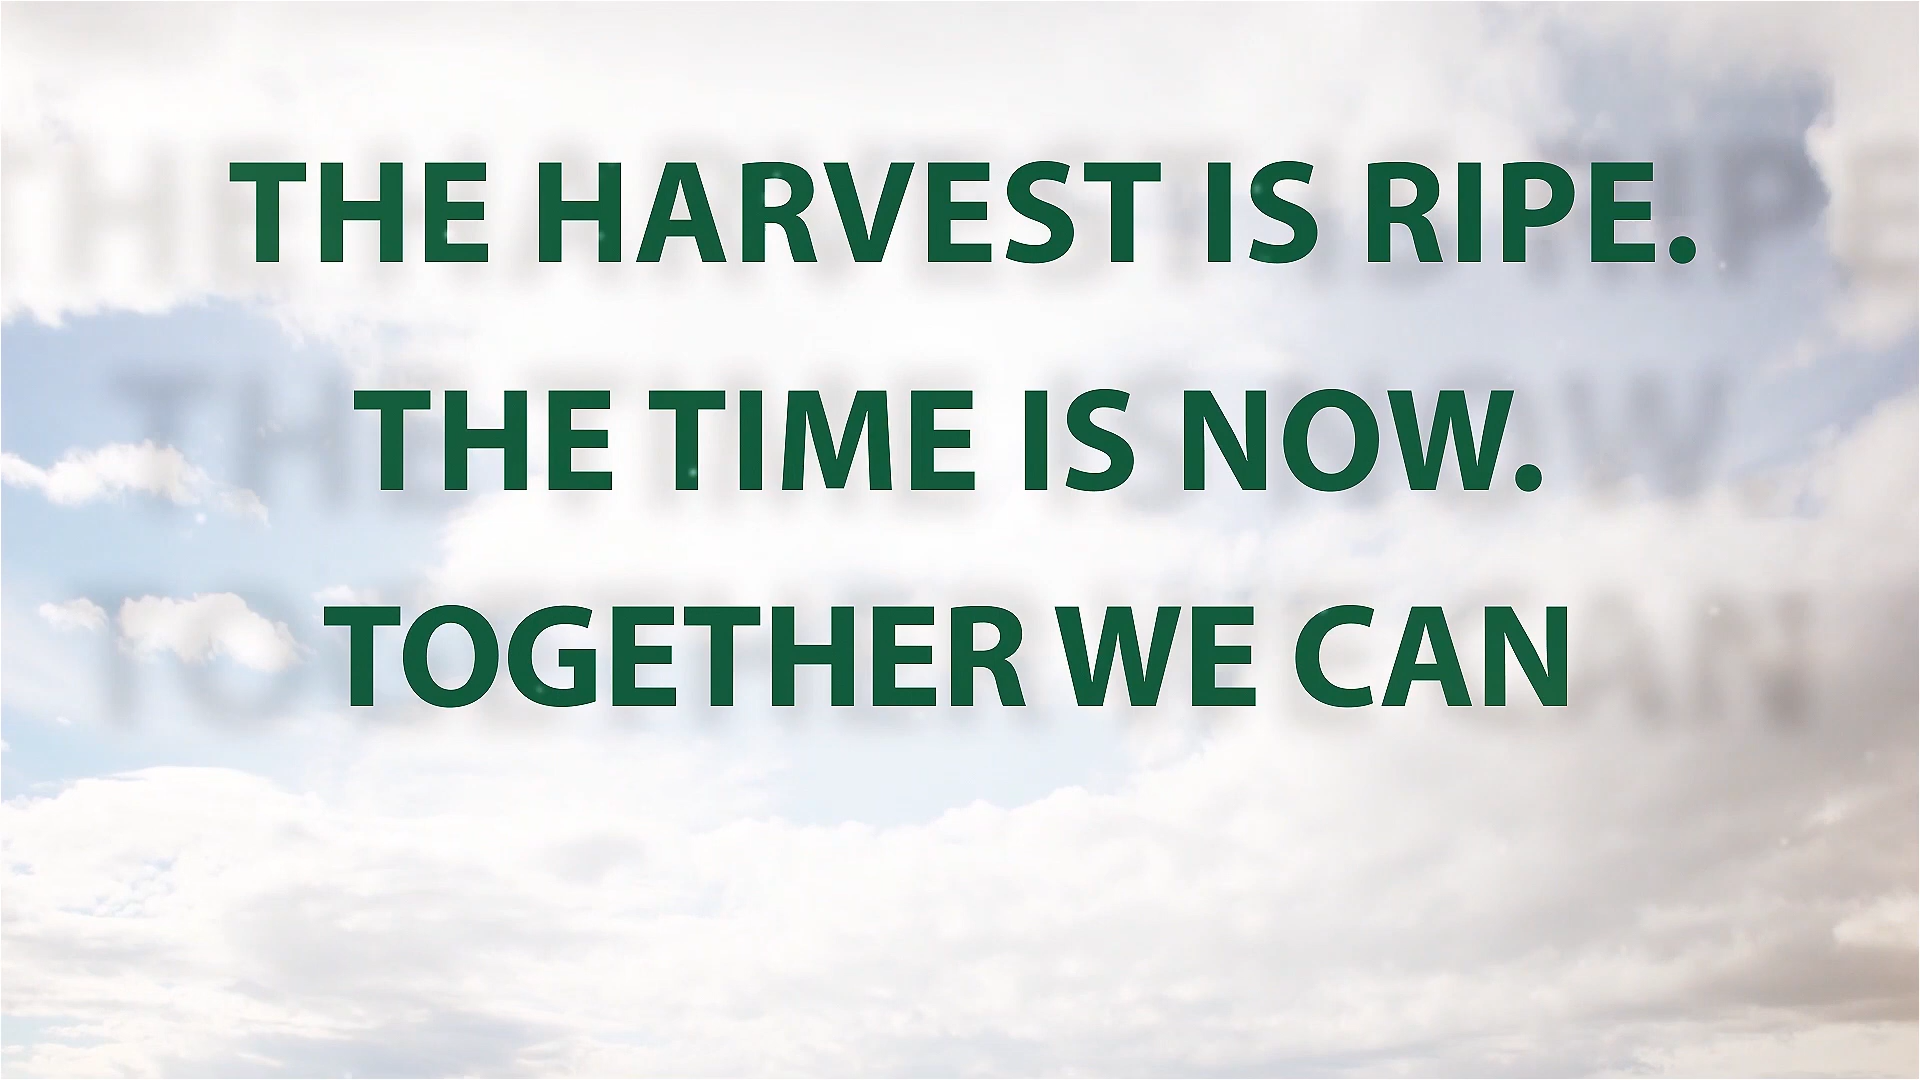 THE HARVEST IS RIPE.
THE TIME IS NOW.
TOGETHER WE CAN